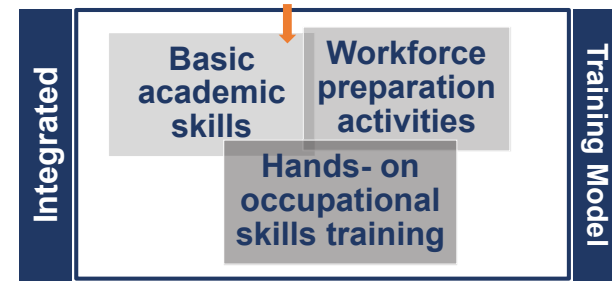 Integrated
Basic
academic
skills
Workforce
preparation
activities
Hands- on
occupational
skills training
Training Model